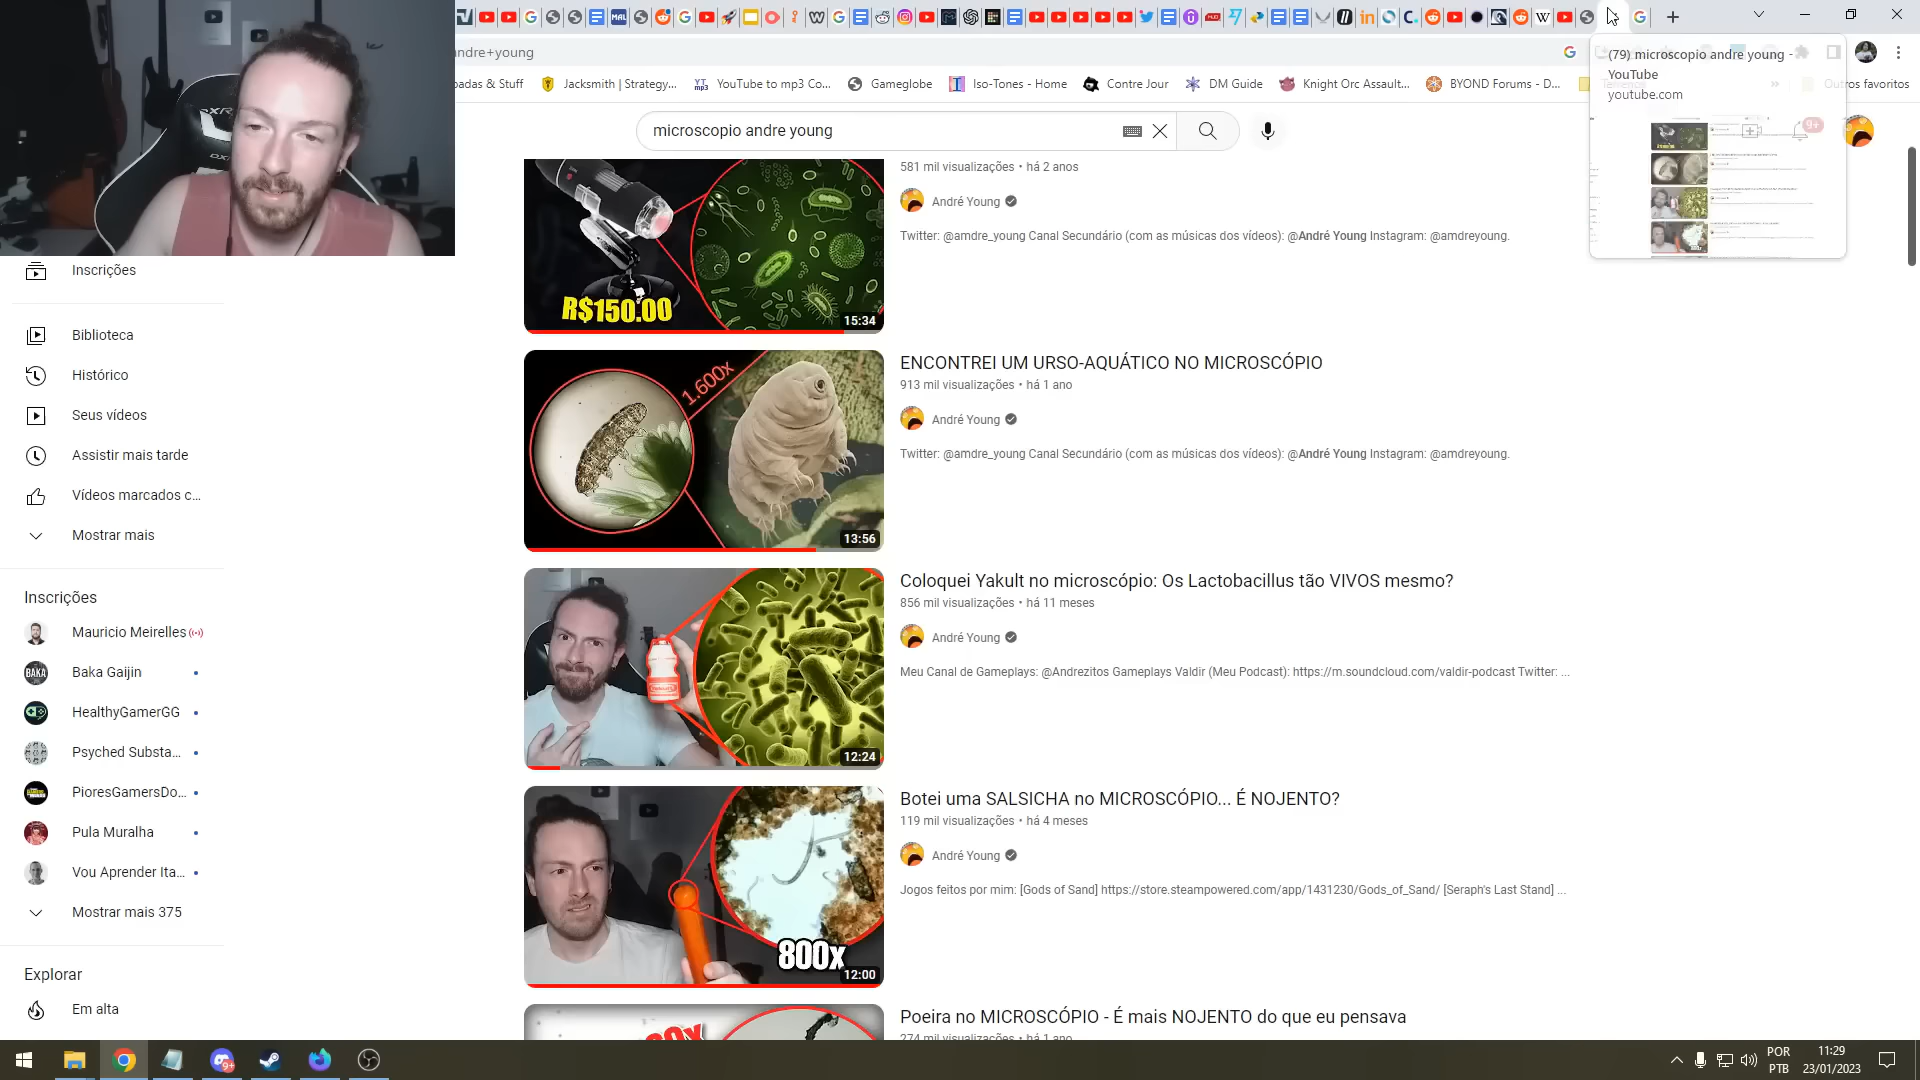 andre+young
(79) microscopio andre young -
YouTube
youtube.com
padas & Stuff
Jacksmith | Strategy...
YouTube to mp3 Co...
Gameglobe
Iso-Tones - Home
Contre Jour
DM Guide
Knight Orc Assault...
BYOND Forums - D...
»
Outros favoritos
microscopio andre young
9+
R$150.00
15:34
581 mil visualizações • há 2 anos
André Young
Twitter: @amdre_young Canal Secundário (com as músicas dos vídeos): @André Young Instagram: @amdreyoung.
Inscrições
Biblioteca
Histórico
Seus vídeos
Assistir mais tarde
Vídeos marcados c...
Mostrar mais
1.600x
13:56
ENCONTREI UM URSO-AQUÁTICO NO MICROSCÓPIO
913 mil visualizações • há 1 ano
André Young
Twitter: @amdre_young Canal Secundário (com as músicas dos vídeos): @André Young Instagram: @amdreyoung.
Inscrições
Mauricio Meirelles
Baka Gaijin
HealthyGamerGG
Psyched Substa...
PioresGamersDo...
Pula Muralha
Vou Aprender Ita...
Mostrar mais 375
12:24
Coloquei Yakult no microscópio: Os Lactobacillus tão VIVOS mesmo?
856 mil visualizações • há 11 meses
André Young
Meu Canal de Gameplays: @Andrezitos Gameplays Valdir (Meu Podcast): https://m.soundcloud.com/valdir-podcast Twitter: ...
800x
12:00
Botei uma SALSICHA no MICROSCÓPIO... É NOJENTO?
119 mil visualizações • há 4 meses
André Young
Jogos feitos por mim: [Gods of Sand] https://store.steampowered.com/app/1431230/Gods_of_Sand/ [Seraph's Last Stand] ...
Explorar
Em alta
Poeira no MICROSCÓPIO - É mais NOJENTO do que eu pensava
274 mil visualizações • há 1 ano
POR
PTB
11:29
23/01/2023